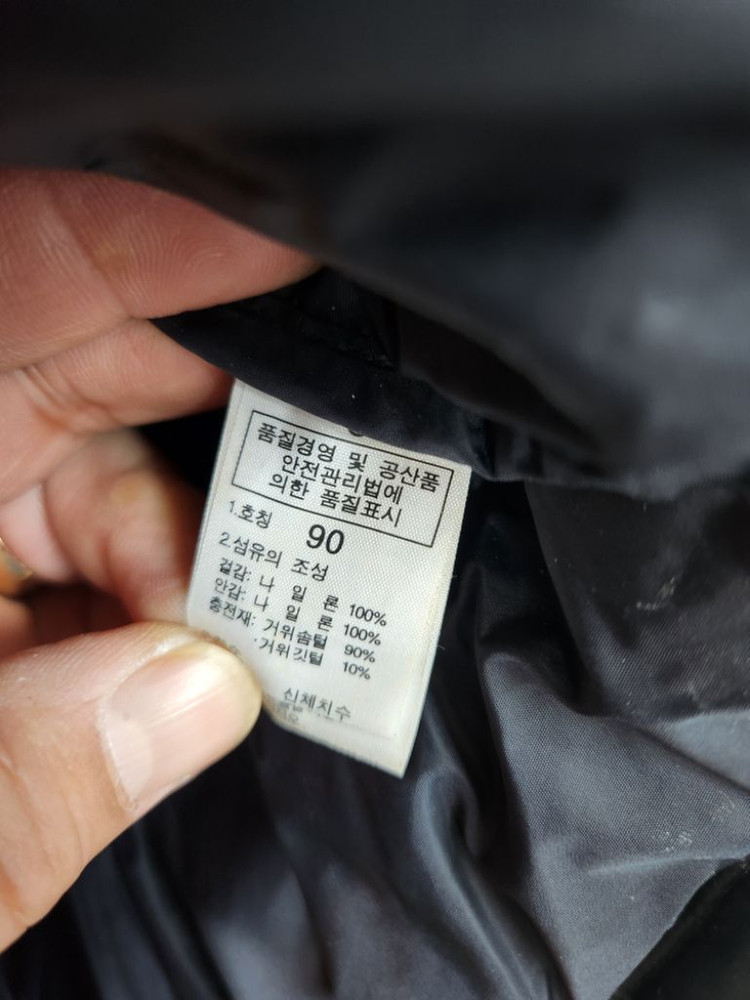 품질경영 및 공산품
안전관리법에
의한 품질표시
1.호칭 90
2.섬유의 조성
겉감: 나 일 론 100%
안감: 나 일 론 100%
충전재: 거위솜털 90%
·거위깃털 10%
신체치수